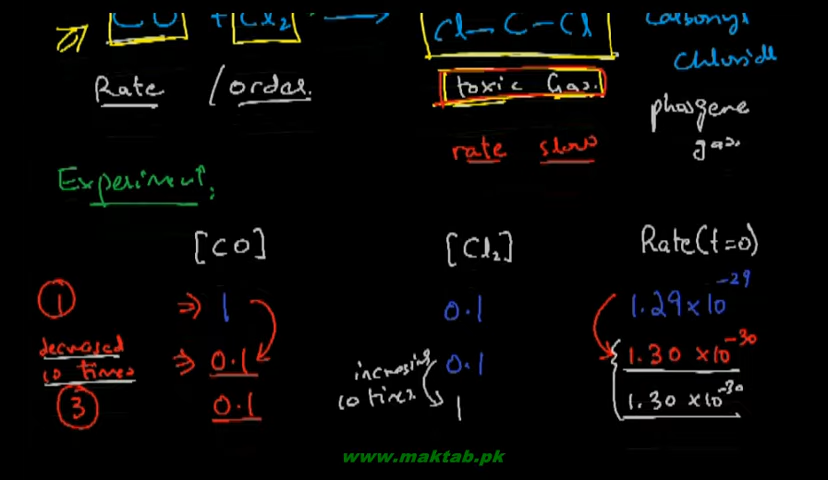 CO + Cl₂ → Cl—C—Cl Carbonyl
Chloride
Rate / order. toxic Gas. phosgene
gas.
rate slow
Experiment,
[CO] [Cl₂] Rate(t=0)
① ⇒ 1 0.1 1.29×10⁻²⁹
decreased
10 times ⇒ 0.1 increasing 0.1 1.30 ×10⁻³⁰
10 times.
③ 0.1 1 1.30 ×10⁻³⁰
www.maktab.pk